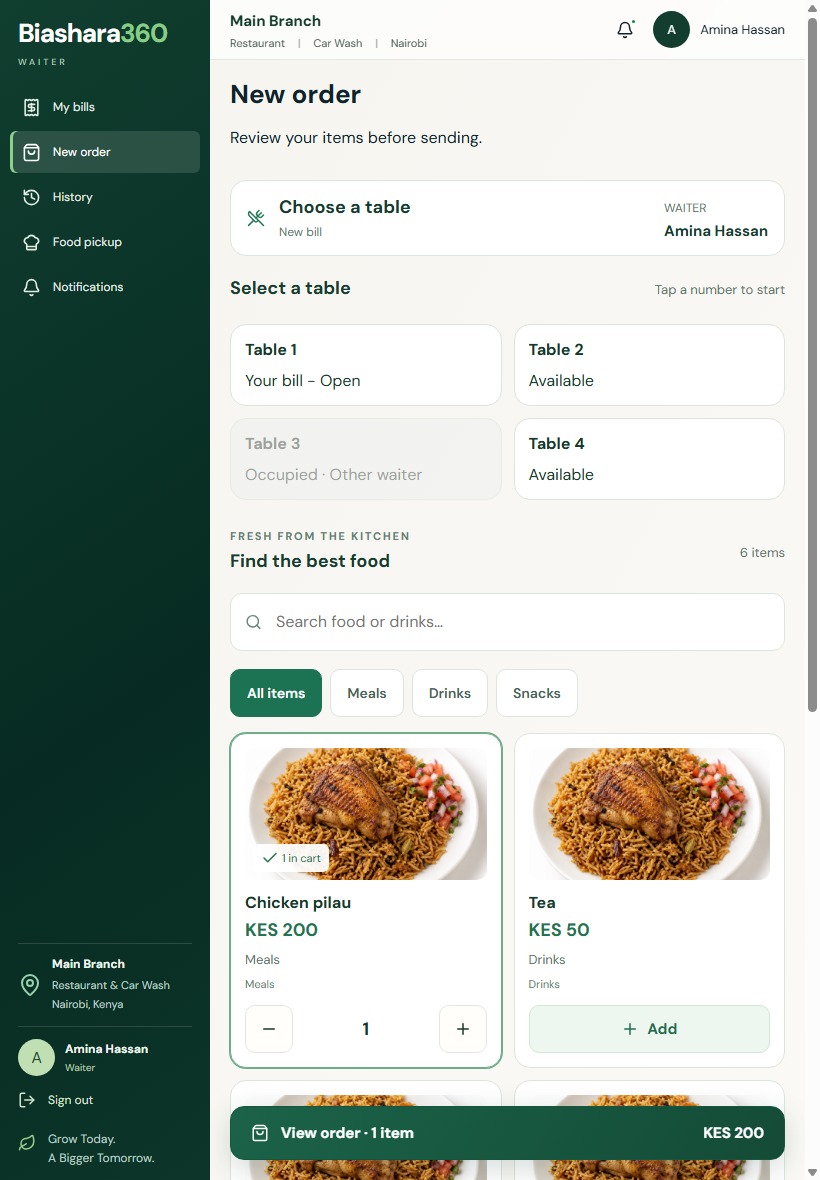 Biashara360
WAITER
My bills
New order
History
Food pickup
Notifications
Main Branch
Restaurant & Car Wash
Nairobi, Kenya
A
Amina Hassan
Waiter
Sign out
Grow Today.
A Bigger Tomorrow.
Main Branch
Restaurant | Car Wash | Nairobi
A Amina Hassan
New order
Review your items before sending.
Choose a table
New bill
WAITER
Amina Hassan
Select a table
Tap a number to start
Table 1
Your bill – Open
Table 2
Available
Table 3
Occupied · Other waiter
Table 4
Available
FRESH FROM THE KITCHEN
Find the best food
6 items
Search food or drinks...
All items Meals Drinks Snacks
1 in cart
Chicken pilau
KES 200
Meals
Meals
− 1 +
Tea
KES 50
Drinks
Drinks
+ Add
View order · 1 item KES 200